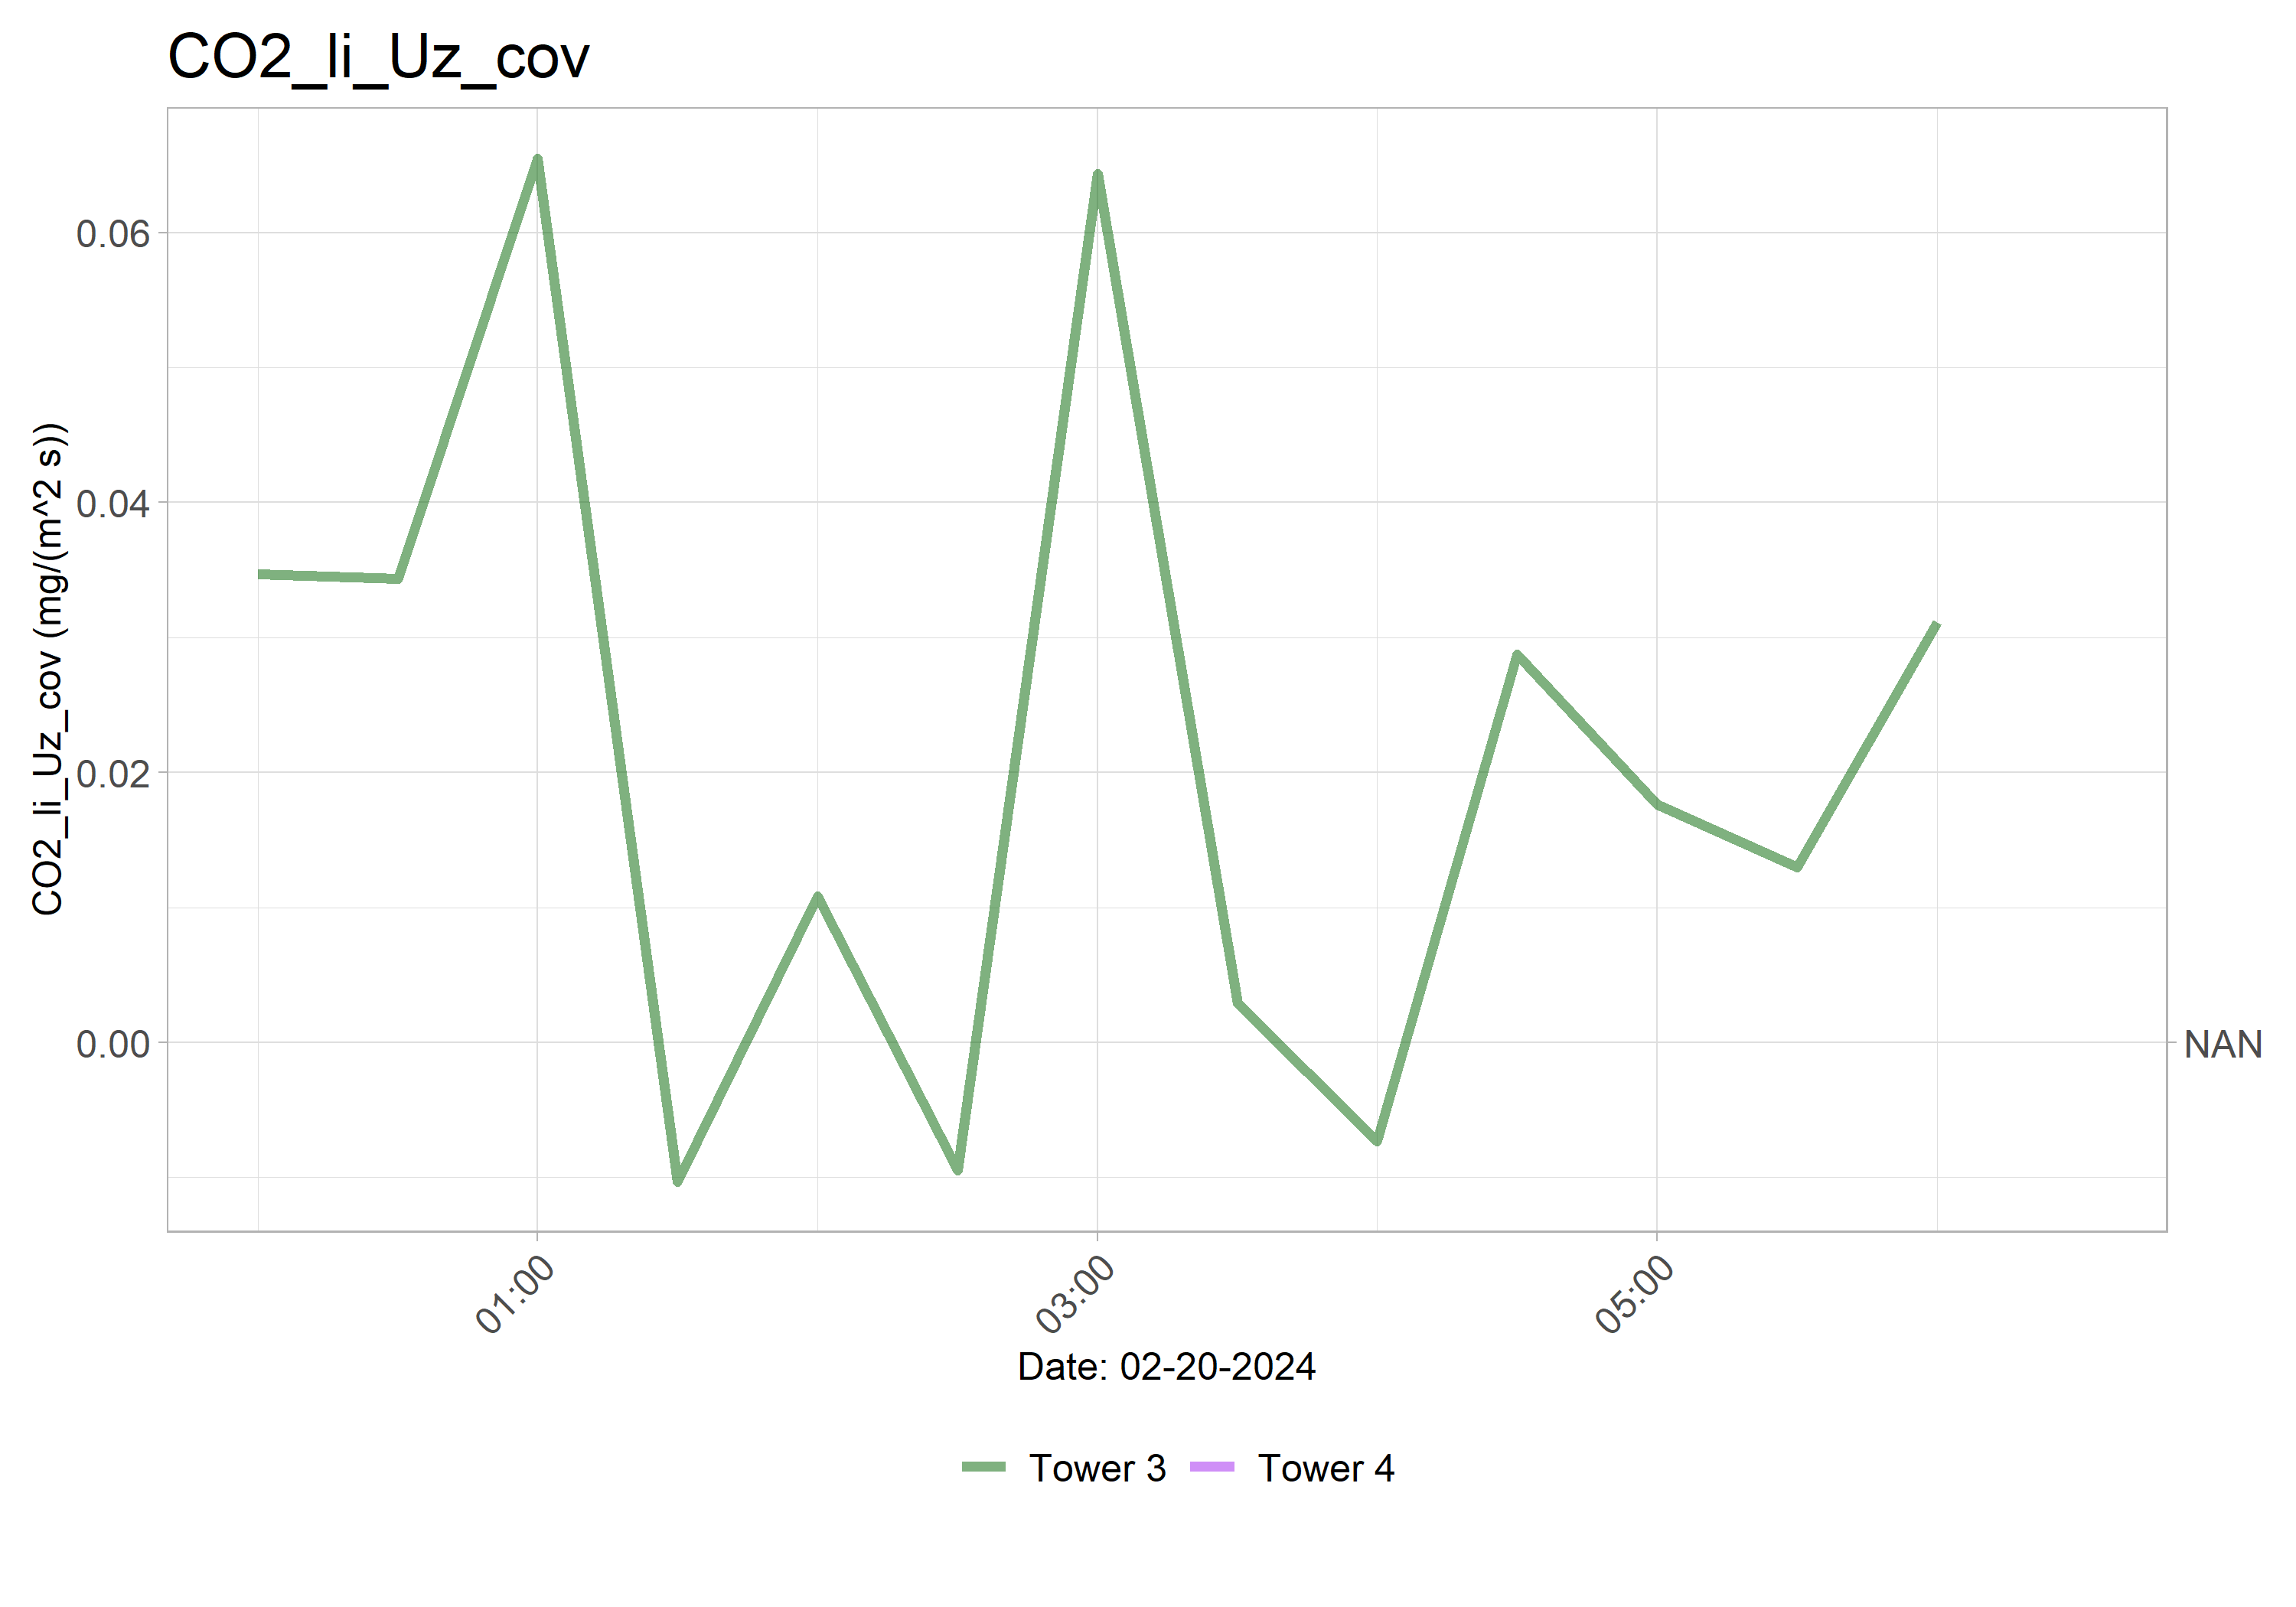 CO2_li_Uz_cov
CO2_li_Uz_cov (mg/(m^2 s))
0.06
0.04
0.02
0.00
NAN
01:00
03:00
05:00
Date: 02-20-2024
Tower 3
Tower 4